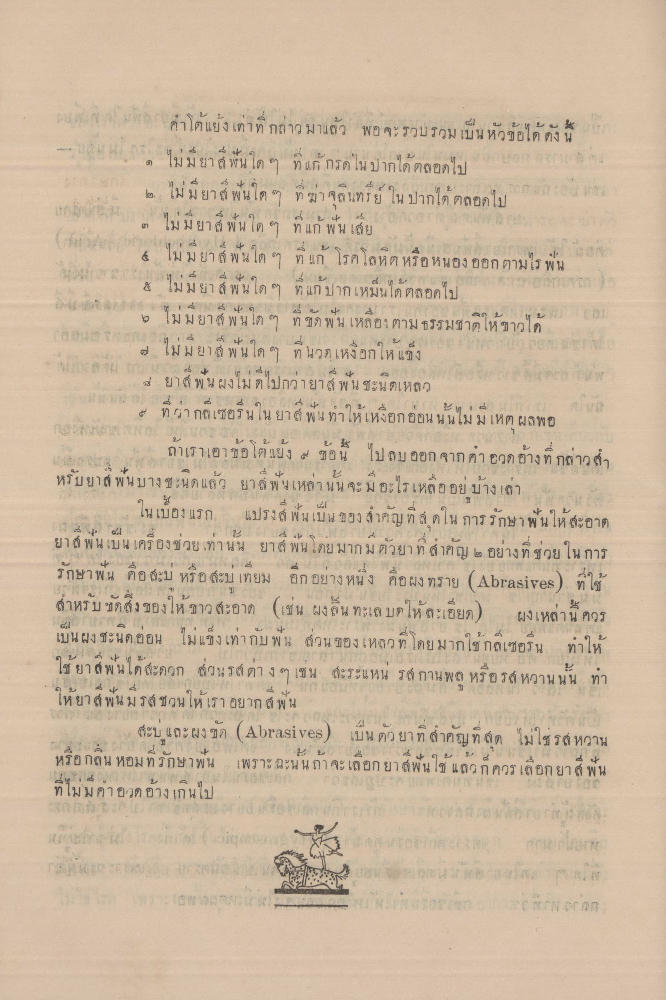 คำโต้แย้งเท่าที่กล่าวมาแล้ว พอจะรวบรวมเป็นหัวข้อได้ดังนี้
๑ ไม่มียาสีฟันใดๆ ที่แก้กรดในปากได้ตลอดไป
๒ ไม่มียาสีฟันใดๆ ที่ฆ่าจุลินทรีย์ในปากได้ตลอดไป
๓ ไม่มียาสีฟันใดๆ ที่แก้ฟันเสีย
๔ ไม่มียาสีฟันใดๆ ที่แก้ โรคโลหิตหรือหนองออกตามไรฟัน
๕ ไม่มียาสีฟันใดๆ ที่แก้ปากเหม็นได้ตลอดไป
๖ ไม่มียาสีฟันใดๆ ที่ขัดฟันเหลืองตามธรรมชาติให้ขาวได้
๗ ไม่มียาสีฟันใดๆ ที่นวดเหงือกให้แข็ง
๘ ยาสีฟันผงไม่ดีไปกว่ายาสีฟันชะนิดเหลว
๙ ที่ว่ากลีเซอรีนในยาสีฟันทำให้เหงือกอ่อนนั้นไม่มีเหตุผลพอ
ถ้าเราเอาข้อโต้แย้ง ๙ ข้อนี้ ไปลบออกจากคำอวดอ้างที่กล่าวสำ
หรับยาสีฟันบางชะนิดแล้ว ยาสีฟันเหล่านั้นจะมีอะไรเหลืออยู่บ้างเล่า
ในเบื้องแรก แปรงสีฟันเป็นของสำคัญที่สุดในการรักษาฟันให้สะอาด
ยาสีฟันเป็นเครื่องช่วยเท่านั้น ยาสีฟันโดยมากมีตัวยาที่สำคัญ ๒ อย่างที่ช่วยในการ
รักษาฟัน คือสะบู่หรือสะบู่เทียม อีกอย่างหนึ่ง คือผงทราย (Abrasives) ที่ใช้
สำหรับขัดสิ่งของให้ขาวสะอาด (เช่น ผงลิ้นทะเลบดให้ละเอียด) ผงเหล่านี้ควร
เป็นผงชะนิดอ่อน ไม่แข็งเท่ากับฟัน ส่วนของเหลวที่โดยมากใช้กลีเซอรีน ทำให้
ใช้ยาสีฟันได้สะดวก ส่วนรสต่างๆเช่น สะระแหน่ รสกานพลูหรือรสหวานนั้น ทำ
ให้ยาสีฟันมีรสชวนให้เราอยากสีฟัน
สะบู่และผงขัด (Abrasives) เป็นตัวยาที่สำคัญที่สุด ไม่ใช่รสหวาน
หรือกลิ่นหอมที่รักษาฟัน เพราะฉะนั้นถ้าจะเลือกยาสีฟันใช้แล้วก็ควรเลือกยาสีฟัน
ที่ไม่มีคำอวดอ้างเกินไป